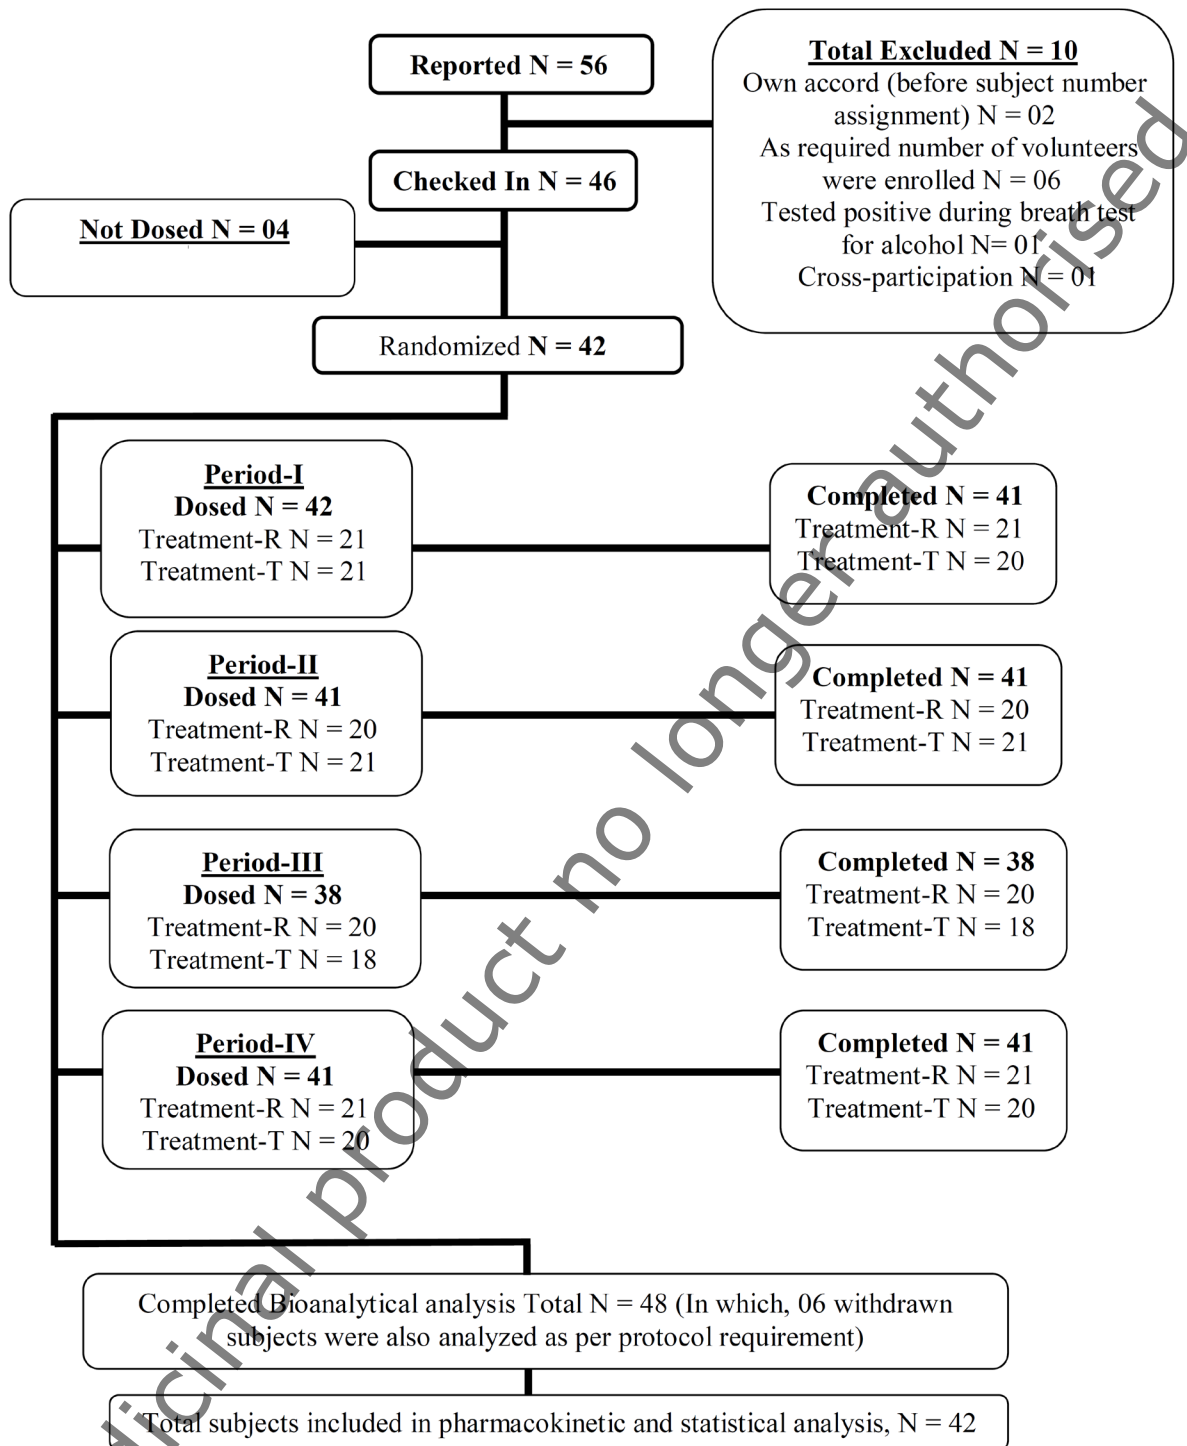 Reported N = 56
Total Excluded N = 10
Own accord (before subject number
assignment) N = 02
As required number of volunteers
were enrolled N = 06
Tested positive during breath test
for alcohol N= 01
Cross-participation N = 01
Checked In N = 46
Not Dosed N = 04
Randomized N = 42
Period-I
Dosed N = 42
Treatment-R N = 21
Treatment-T N = 21
Completed N = 41
Treatment-R N = 21
Treatment-T N = 20
Period-II
Dosed N = 41
Treatment-R N = 20
Treatment-T N = 21
Completed N = 41
Treatment-R N = 20
Treatment-T N = 21
Period-III
Dosed N = 38
Treatment-R N = 20
Treatment-T N = 18
Completed N = 38
Treatment-R N = 20
Treatment-T N = 18
Period-IV
Dosed N = 41
Treatment-R N = 21
Treatment-T N = 20
Completed N = 41
Treatment-R N = 21
Treatment-T N = 20
Completed Bioanalytical analysis Total N = 48 (In which, 06 withdrawn
subjects were also analyzed as per protocol requirement)
Total subjects included in pharmacokinetic and statistical analysis, N = 42
dicinal product no longer authorised